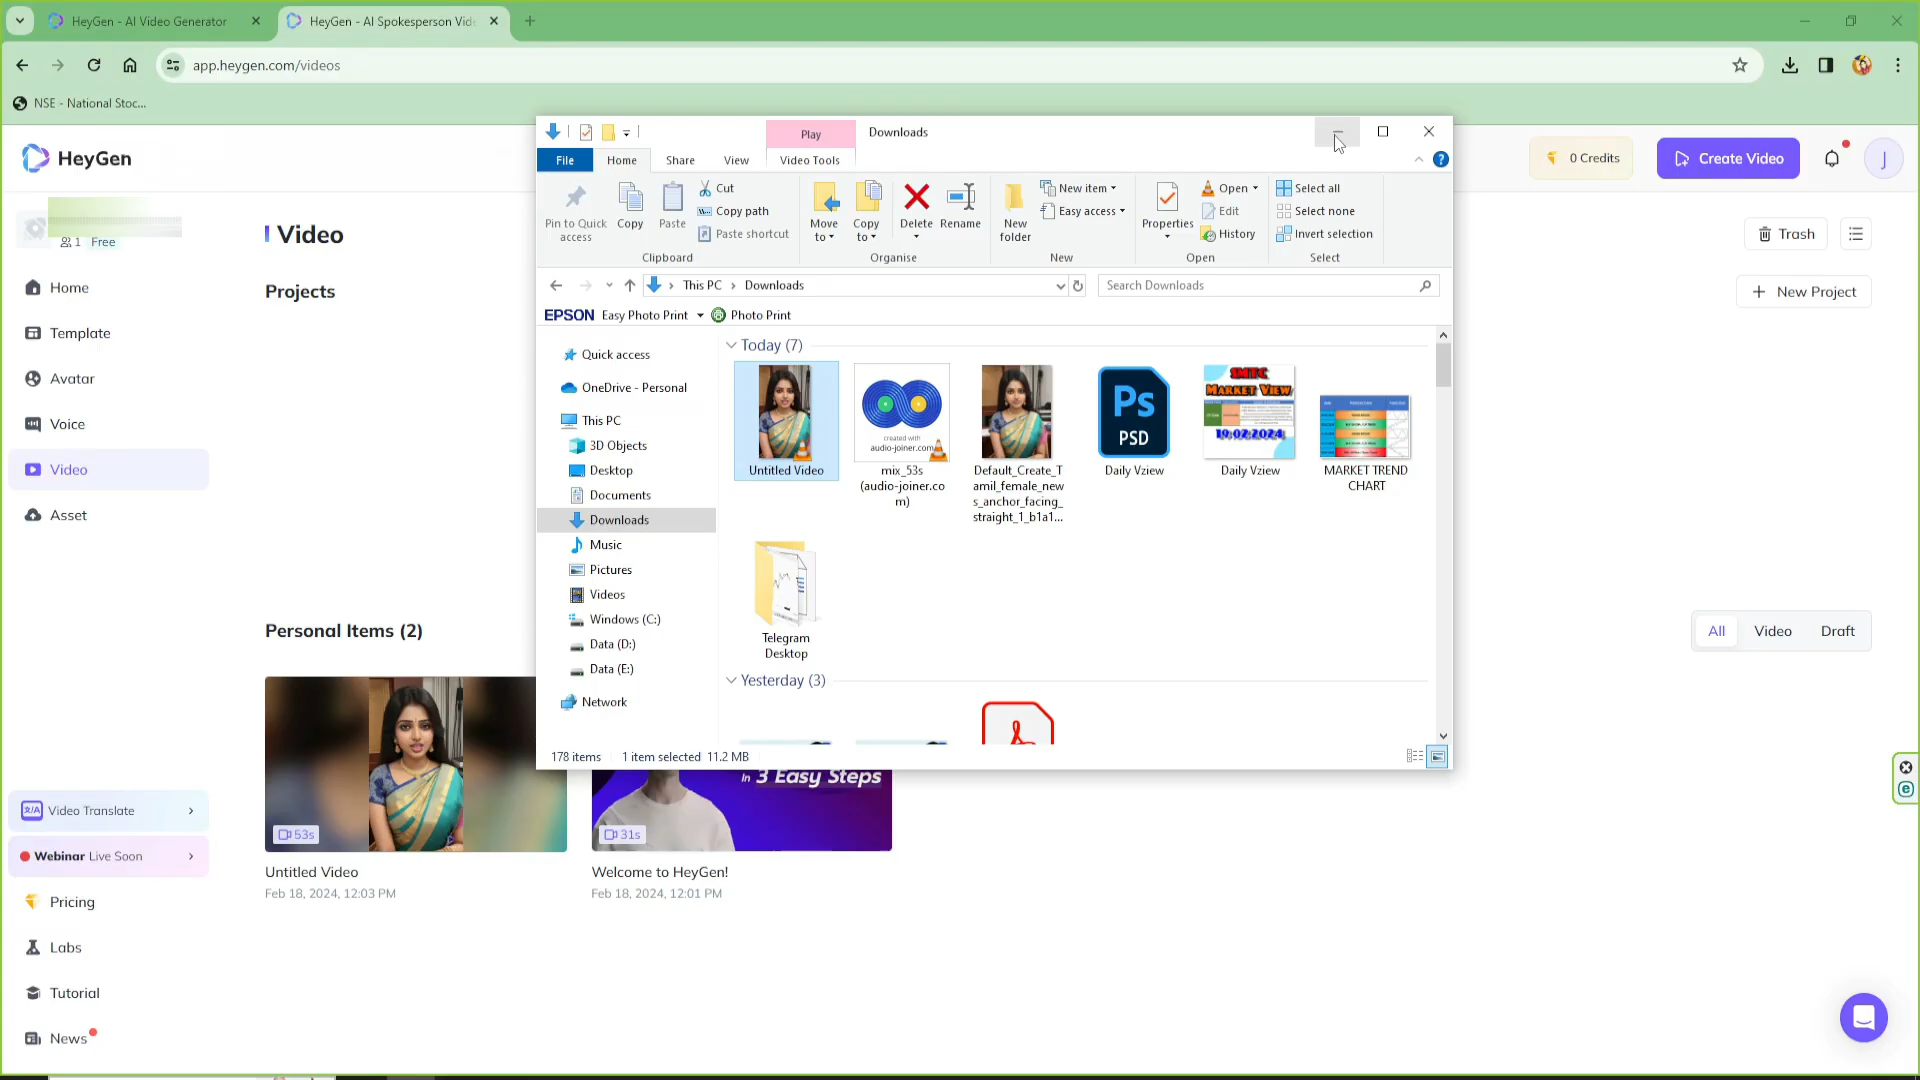 HeyGen - AI Video Generator
HeyGen - AI Spokesperson Vid
app.heygen.com/videos
NSE - National Stoc...
HeyGen
0 Credits
Create Video
J
1 Free
Home
Template
Avatar
Voice
Video
Asset
Video Translate
Webinar Live Soon
Pricing
Labs
Tutorial
News
Video
Trash
Projects
New Project
Personal Items (2)
All
Video
Draft
53s
Untitled Video
Feb 18, 2024, 12:03 PM
In 3 Easy Steps
31s
Welcome to HeyGen!
Feb 18, 2024, 12:01 PM
Play
Downloads
File
Home
Share
View
Video Tools
Pin to Quick access
Copy
Paste
Cut
Copy path
Paste shortcut
Clipboard
Move to
Copy to
Delete
Rename
Organise
New folder
New item
Easy access
New
Properties
Open
Edit
History
Open
Select all
Select none
Invert selection
Select
This PC
Downloads
Search Downloads
EPSON Easy Photo Print
Photo Print
Quick access
OneDrive - Personal
This PC
3D Objects
Desktop
Documents
Downloads
Music
Pictures
Videos
Windows (C:)
Data (D:)
Data (E:)
Network
Today (7)
Untitled Video
created with
audio-joiner.com
mix_53s
(audio-joiner.co
m)
Default_Create_T
amil_female_new
s_anchor_facing_
straight_1_b1a1...
Ps
PSD
Daily Vziew
SMTC
Market View
19:02:2024
Daily Vziew
MARKET TREND
CHART
Telegram
Desktop
Yesterday (3)
178 items
1 item selected 11.2 MB